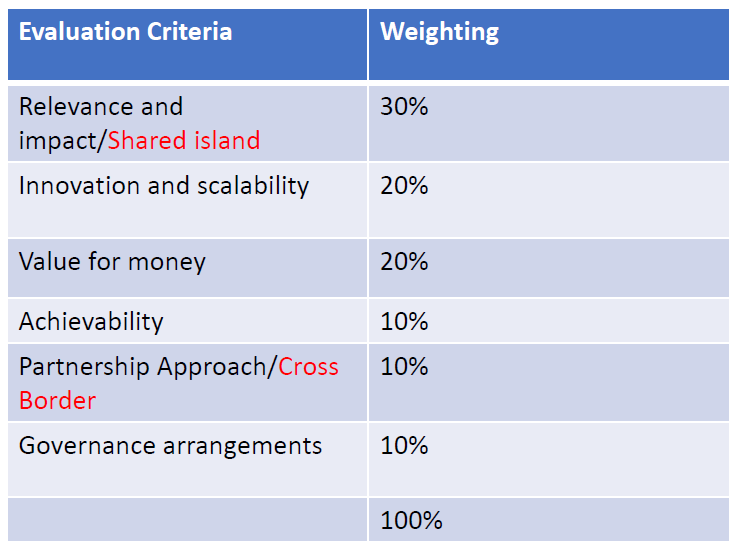 Evaluation Criteria Weighting
Relevance and
impact/Shared island 30%
Innovation and scalability 20%
Value for money 20%
Achievability 10%
Partnership Approach/Cross
Border 10%
Governance arrangements 10%
100%